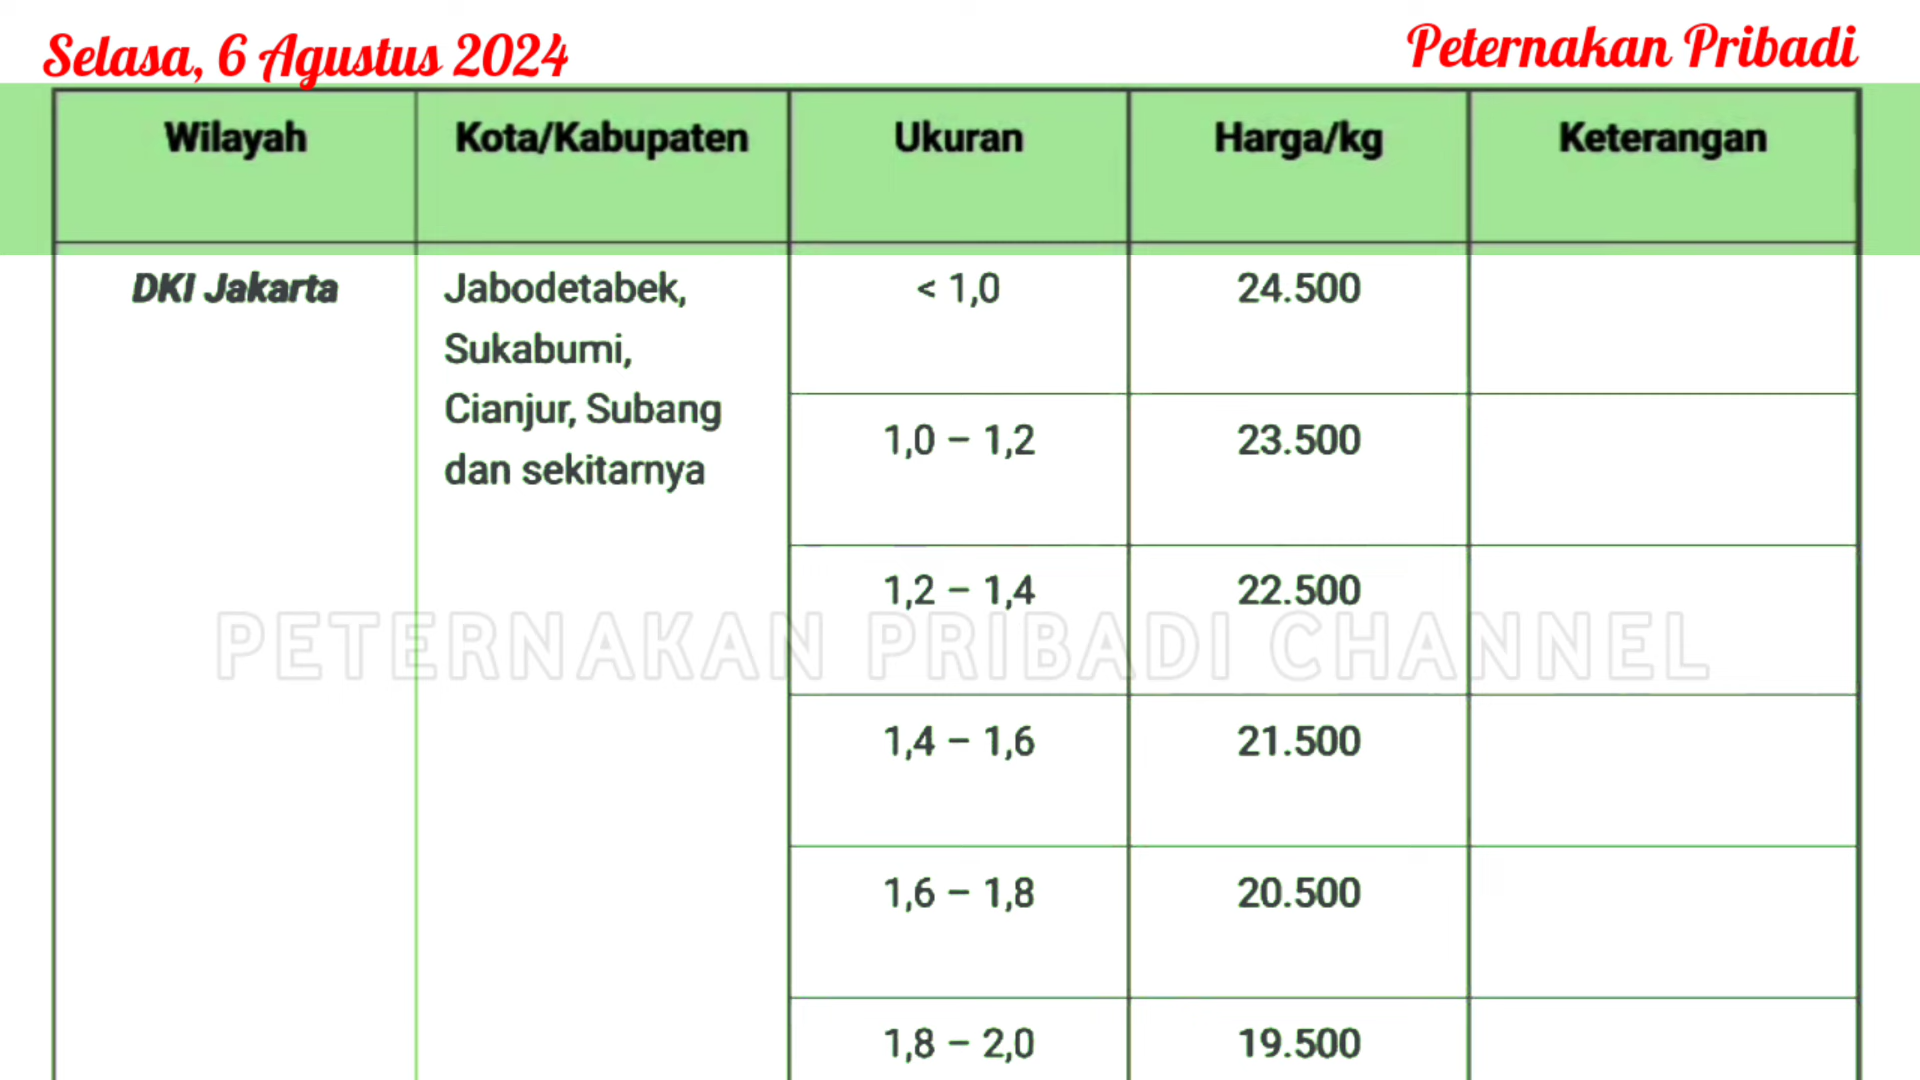 Selasa, 6 Agustus 2024
Peternakan Pribadi
Wilayah Kota/Kabupaten Ukuran Harga/kg Keterangan
DKI Jakarta Jabodetabek, < 1,0 24.500
Sukabumi,
Cianjur, Subang
1,0 – 1,2 23.500
dan sekitarnya
1,2 – 1,4 22.500
PETERNAKAN PRIBADI CHANNEL
1,4 – 1,6 21.500
1,6 – 1,8 20.500
1,8 – 2,0 19.500